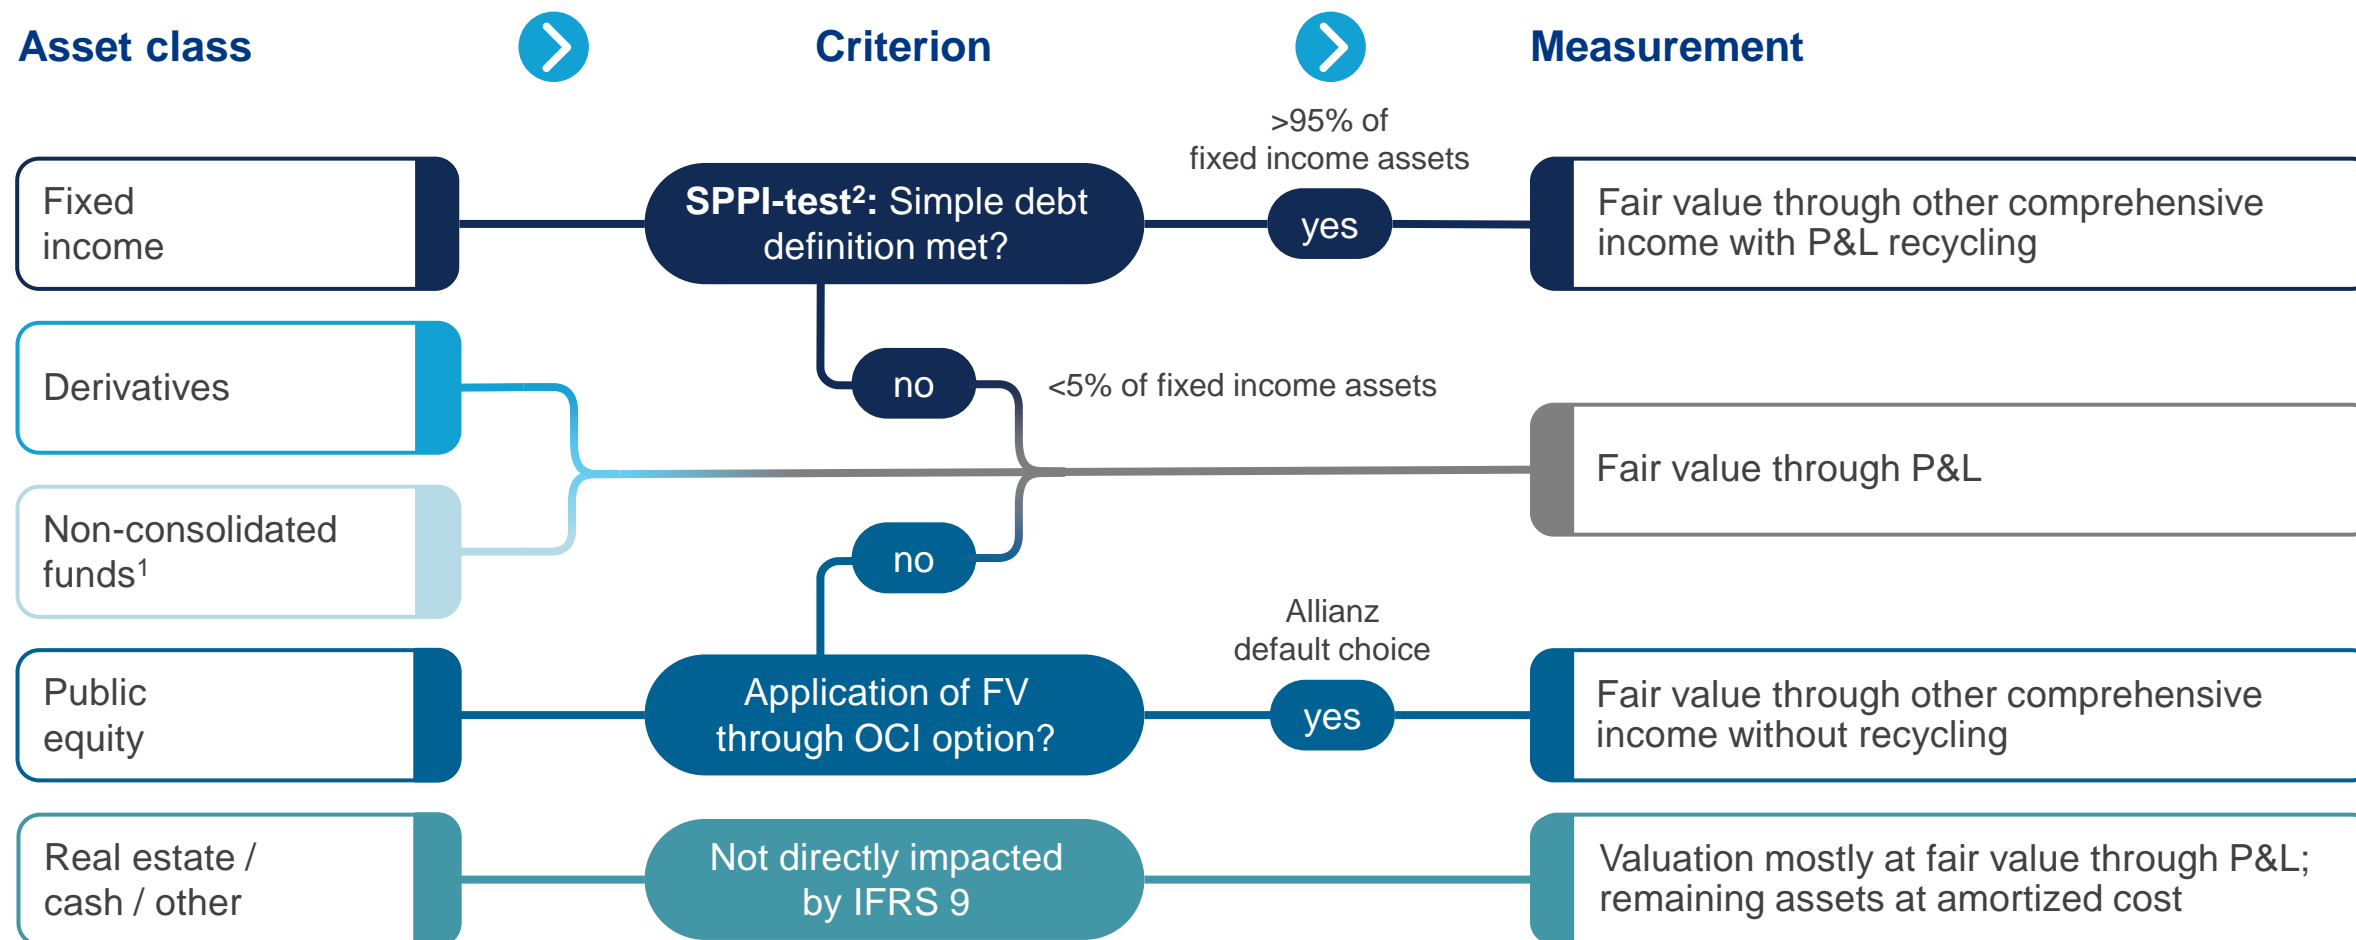 Asset class
Criterion
Measurement
>95% of
fixed income assets
Fixed
income
SPPI-test²: Simple debt
definition met?
yes
Fair value through other comprehensive
income with P&L recycling
Derivatives
no
<5% of fixed income assets
Fair value through P&L
Non-consolidated
funds¹
no
Allianz
default choice
Public
equity
Application of FV
through OCI option?
yes
Fair value through other comprehensive
income without recycling
Real estate /
cash / other
Not directly impacted
by IFRS 9
Valuation mostly at fair value through P&L;
remaining assets at amortized cost